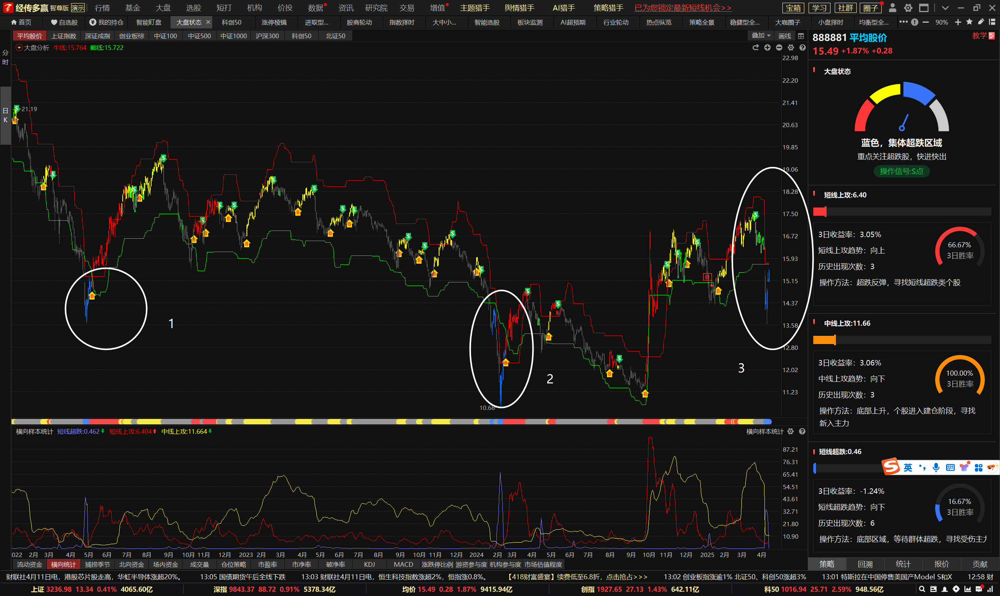 经传多赢 智尊版 演示 行情 基金 大盘 选股 短打 机构 价投 数据 资讯 研究院 交易 增值 主题猎手 舆情猎手 AI猎手 策略猎手 已为您锁定最新短线机会>> 宝箱 学习 社群 圈子
首页 自选股 我的持仓 智能盯盘 大盘状态 科创50 涨停棱镜 进取型... 股商轮动 指数择时 大中小... 智能选股 板块监测 AI超预期 行业轮动 热点纵览 策略全景 稳健型全... 大咖圈子 小盘择时 均衡型全... 90%
平均股价 上证指数 深证成指 创业板综 中证100 中证500 中证1000 沪深300 科创50 北证50 叠加 画线
大盘分析 牛线:15.764 熊线:15.722
分时
日K
22.98
22.20
21.41
20.63
19.85
19.06
18.28
17.50
16.72
15.93
15.15
14.37
13.58
12.80
12.02
11.23
21.19
10.68
1
2
3
横向样本统计 短线超跌:0.462 短线上攻:6.404 中线上攻:11.664 横向样本统计
87.21
76.31
65.41
54.51
43.61
32.71
21.80
10.90
022 2月 3月 4月 5月 6月 7月 8月 9月 10月 11月 12月 2023 2月 3月 4月 5月 6月 7月 8月 9月 10月 11月 12月 2024 2月 3月 4月 5月 6月 7月 8月 9月 10月 11月 12月 2025 2月 3月 4月
流动资金 横向统计 捕捞季节 北向资金 场内资金 成交量 仓位策略 市盈率 市净率 破净率 KDJ MACD 涨跌停比例 游资参与度 机构参与度 市场估值程度
888881 平均股价 教学
15.49 +1.87% +0.28
大盘状态
蓝色，集体超跌区域
重点关注超跌股，快进快出
操作信号:S点
短线上攻:6.40
3日收益率：3.05%
短线上攻趋势：向上
历史出现次数：3
操作方法：超跌反弹，寻找短线超跌类个股
66.67%
3日胜率
中线上攻:11.66
3日收益率：3.06%
中线上攻趋势：向下
历史出现次数：3
操作方法：底部上升，个股进入建仓阶段，寻找
新入主力
100.00%
3日胜率
短线超跌:0.46
英
3日收益率：-1.24%
短线超跌趋势：向下
历史出现次数：6
操作方法：底部区域，等待群体超跌，寻找受伤主力
16.67%
3日胜率
策略 回溯 统计 报价 贡献
财联社4月11日电，港股芯片股走高，华虹半导体涨超20%。 13:05 国债期货午后全线下跌 13:03 财联社4月11日电，恒生科技指数涨超2%，恒指涨0.8%。 【418财富盛宴】续费低至6.8折，点击抢占>>> 13:02 创业板指涨逾1% 北证50、科创50涨超3% 13:01 特斯拉在中国停售美国产Model S和X 12:58 财
上证 3236.98 13.34 0.41% 4065.60亿 深指 9843.37 88.72 0.91% 5378.34亿 均价 15.49 0.28 1.87% 9415.94亿 创指 1927.65 27.13 1.43% 642.11亿 科50 1016.94 25.71 2.59% 948.56亿